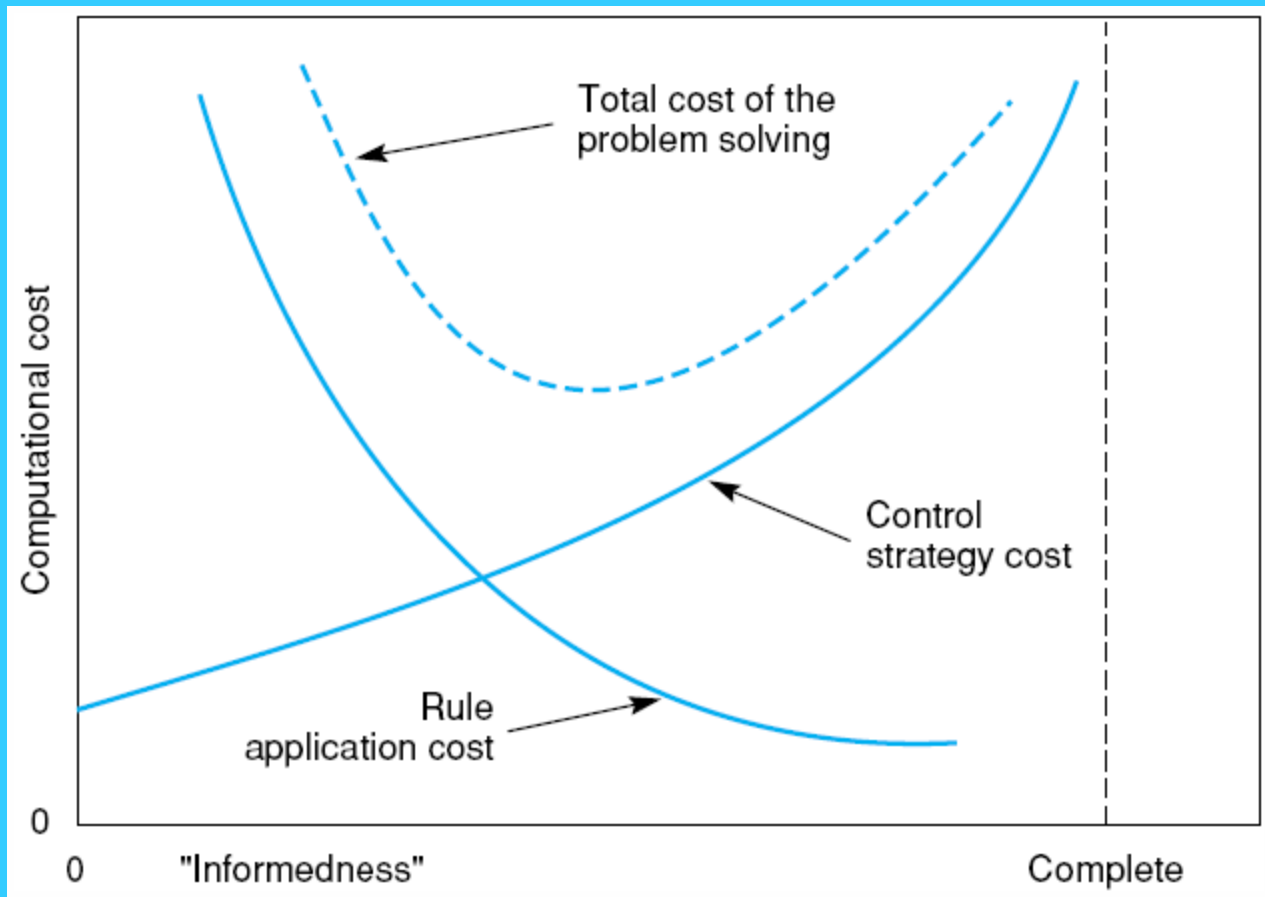 Total cost of the
problem solving
Computational cost
Control
strategy cost
Rule
application cost
0
0
"Informedness"
Complete